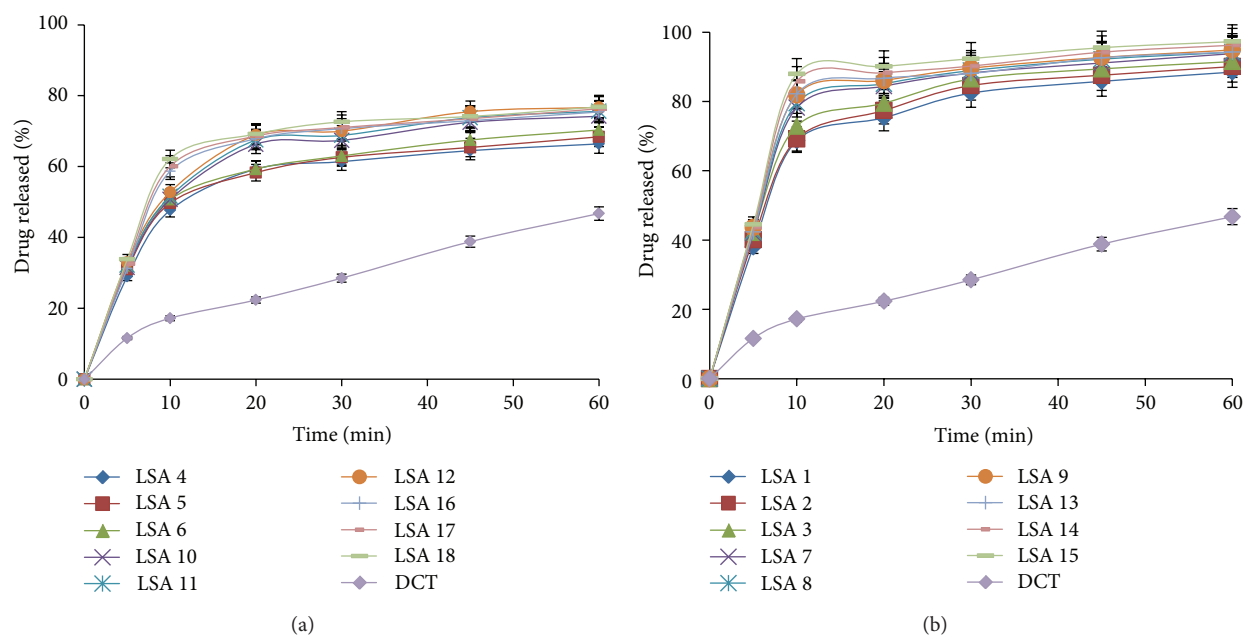 100
80
60
40
20
0
Drug released (%)
0 10 20 30 40 50 60
Time (min)
LSA 4
LSA 5
LSA 6
LSA 10
LSA 11
LSA 12
LSA 16
LSA 17
LSA 18
DCT
(a)
100
80
60
40
20
0
Drug released (%)
0 10 20 30 40 50 60
Time (min)
LSA 1
LSA 2
LSA 3
LSA 7
LSA 8
LSA 9
LSA 13
LSA 14
LSA 15
DCT
(b)